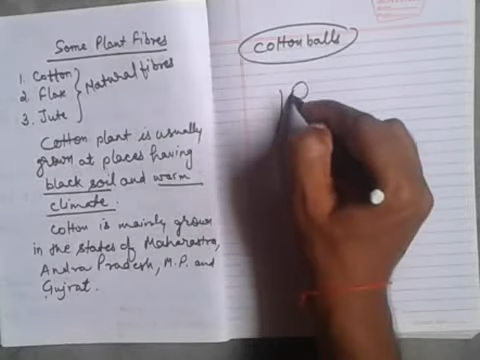 Some Plant Fibres
1. Cotton
2. Flax
3. Jute
Natural fibres
Cotton plant is usually
grown at places having
black soil and warm
climate.
Cotton is mainly grown
in the states of Maharastra,
Andra Pradesh, M.P. and
Gujrat.
Cotton balls